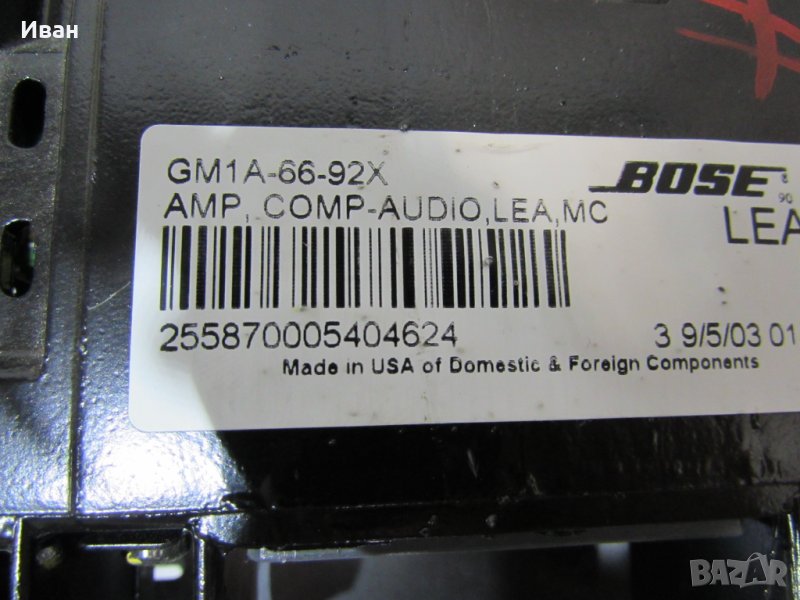 Иван
GM1A-66-92X
BOSE
AMP, COMP-AUDIO,LEA,MC
LEA
255870005404624
3 9/5/03 01
Made in USA of Domestic & Foreign Components
BAZAR